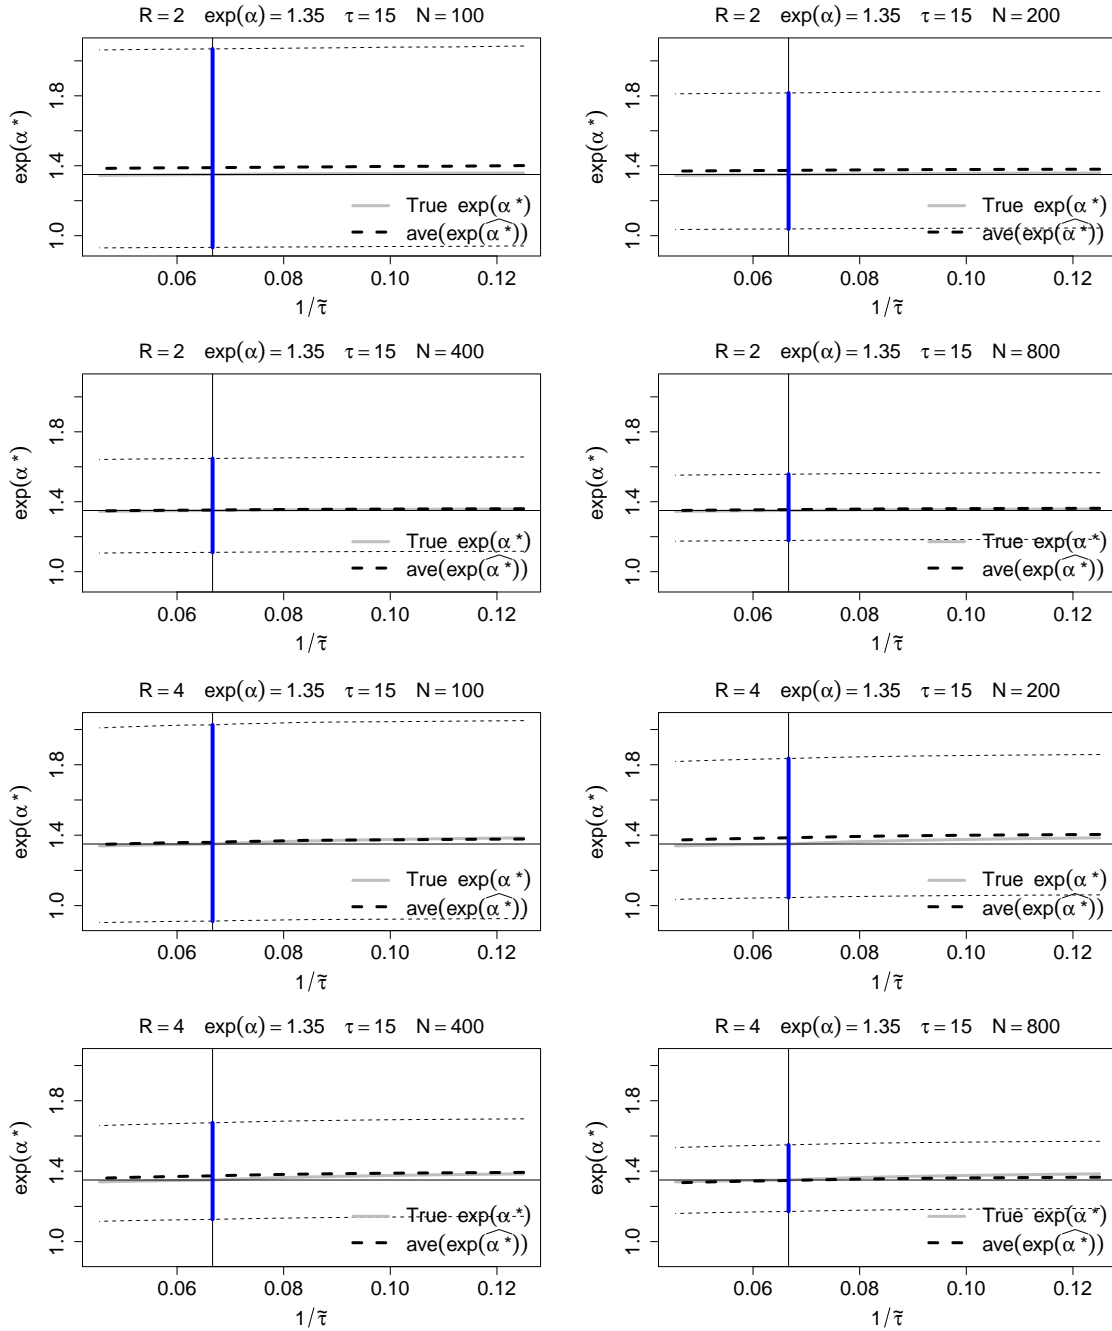 R = 2 exp(α) = 1.35 τ = 15 N = 100
exp(α*)
1.0 1.4 1.8
True exp(α*)
ave(exp(α*^))
0.06 0.08 0.10 0.12
1/τ̃
R = 2 exp(α) = 1.35 τ = 15 N = 200
exp(α*)
1.0 1.4 1.8
True exp(α*)
ave(exp(α*^))
0.06 0.08 0.10 0.12
1/τ̃
R = 2 exp(α) = 1.35 τ = 15 N = 400
exp(α*)
1.0 1.4 1.8
True exp(α*)
ave(exp(α*^))
0.06 0.08 0.10 0.12
1/τ̃
R = 2 exp(α) = 1.35 τ = 15 N = 800
exp(α*)
1.0 1.4 1.8
True exp(α*)
ave(exp(α*^))
0.06 0.08 0.10 0.12
1/τ̃
R = 4 exp(α) = 1.35 τ = 15 N = 100
exp(α*)
1.0 1.4 1.8
True exp(α*)
ave(exp(α*^))
0.06 0.08 0.10 0.12
1/τ̃
R = 4 exp(α) = 1.35 τ = 15 N = 200
exp(α*)
1.0 1.4 1.8
True exp(α*)
ave(exp(α*^))
0.06 0.08 0.10 0.12
1/τ̃
R = 4 exp(α) = 1.35 τ = 15 N = 400
exp(α*)
1.0 1.4 1.8
True exp(α*)
ave(exp(α*^))
0.06 0.08 0.10 0.12
1/τ̃
R = 4 exp(α) = 1.35 τ = 15 N = 800
exp(α*)
1.0 1.4 1.8
True exp(α*)
ave(exp(α*^))
0.06 0.08 0.10 0.12
1/τ̃